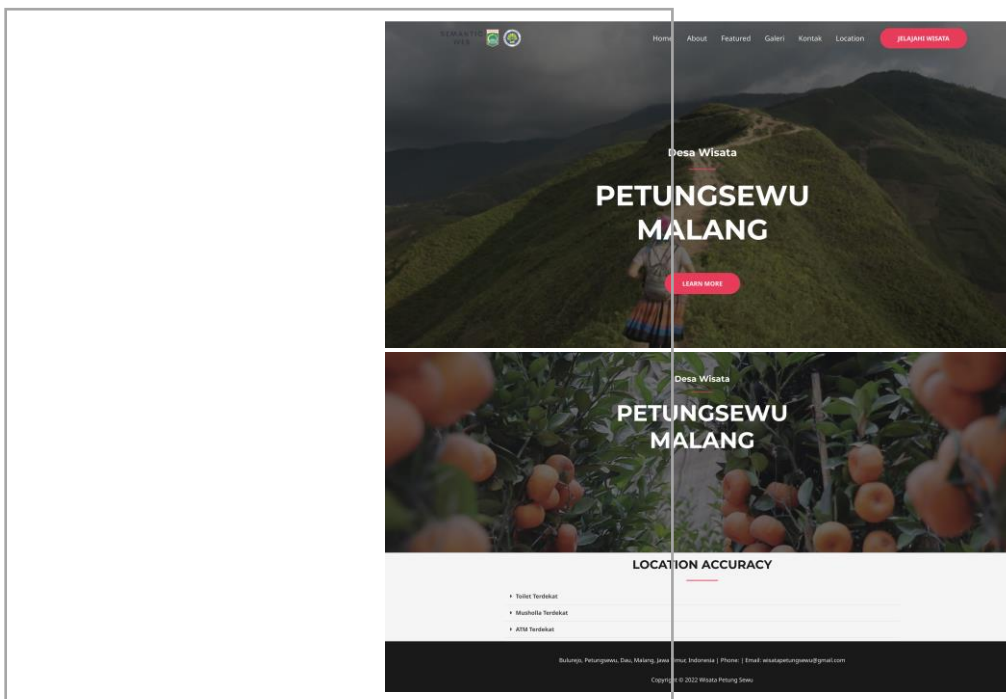 SEMANTIC
WEB
Home About Featured Galeri Kontak Location JELAJAHI WISATA
Desa Wisata
PETUNGSEWU
MALANG
LEARN MORE
Desa Wisata
PETUNGSEWU
MALANG
LOCATION ACCURACY
Toilet Terdekat
Musholla Terdekat
ATM Terdekat
Bulurejo, Petungsewu, Dau, Malang, Jawa Timur, Indonesia | Phone: | Email: wisatapetungsewu@gmail.com
Copyright © 2022 Wisata Petung Sewu